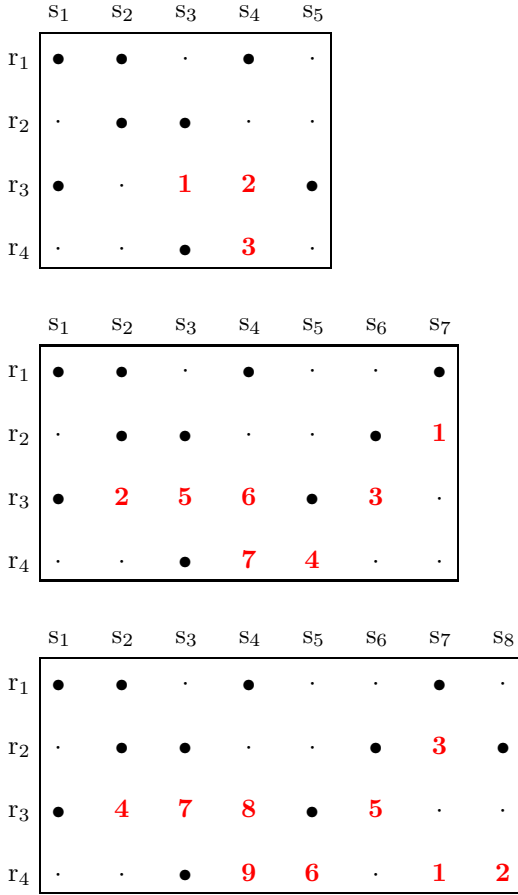 s₁ s₂ s₃ s₄ s₅
r₁ • • · • ·
r₂ · • • · ·
r₃ • · 1 2 •
r₄ · · • 3 ·
s₁ s₂ s₃ s₄ s₅ s₆ s₇
r₁ • • · • · · •
r₂ · • • · · • 1
r₃ • 2 5 6 • 3 ·
r₄ · · • 7 4 · ·
s₁ s₂ s₃ s₄ s₅ s₆ s₇ s₈
r₁ • • · • · · • ·
r₂ · • • · · • 3 •
r₃ • 4 7 8 • 5 · ·
r₄ · · • 9 6 · 1 2